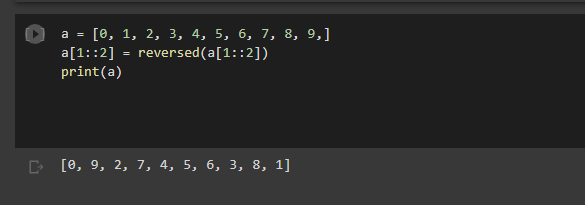 a = [0, 1, 2, 3, 4, 5, 6, 7, 8, 9,]
a[1::2] = reversed(a[1::2])
print(a)
[0, 9, 2, 7, 4, 5, 6, 3, 8, 1]